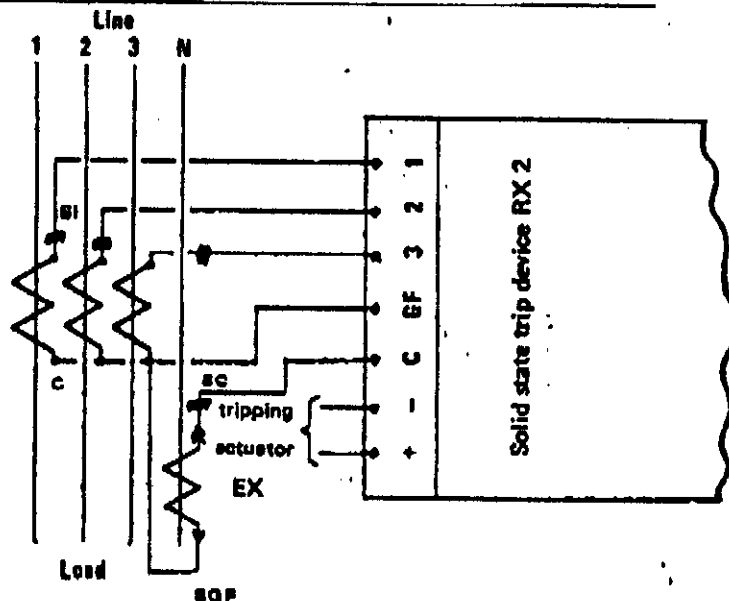 Line
1 2 3 N
1
2
3
GF
C
−
+
Solid state trip device RX 2
C
SC
tripping
actuator
EX
Load